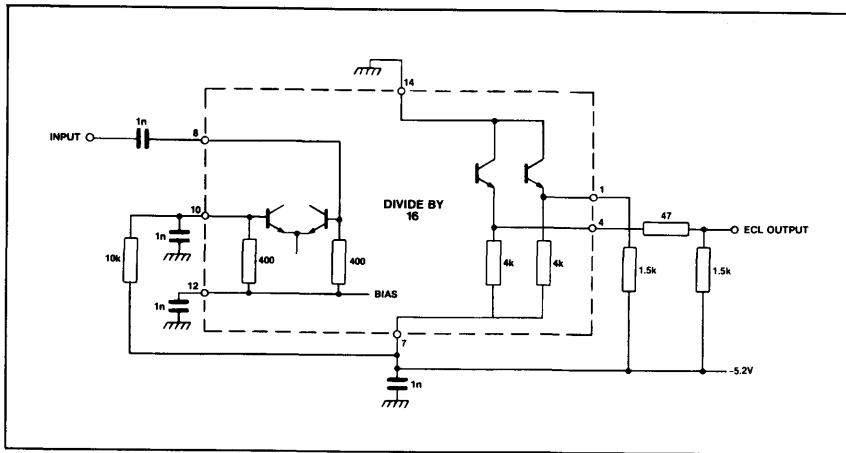 14
1n
INPUT
8
1
DIVIDE BY
16
10
4
47
ECL OUTPUT
1n
10k
400
400
4k
4k
1.5k
1.5k
12
BIAS
1n
7
-5.2V
1n